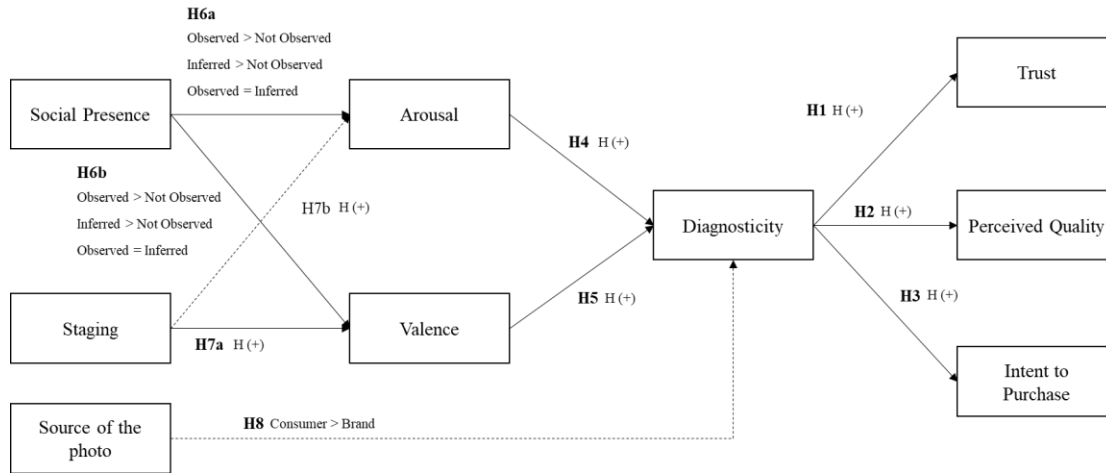 H6a
Observed > Not Observed
Inferred > Not Observed
Observed = Inferred
Social Presence
Arousal
Trust
H1 H (+)
H4 H (+)
H6b
Observed > Not Observed
Inferred > Not Observed
Observed = Inferred
H7b H (+)
Diagnosticity
H2 H (+)
Perceived Quality
H5 H (+)
H3 H (+)
Staging
H7a H (+)
Valence
Intent to
Purchase
Source of the
photo
H8 Consumer > Brand